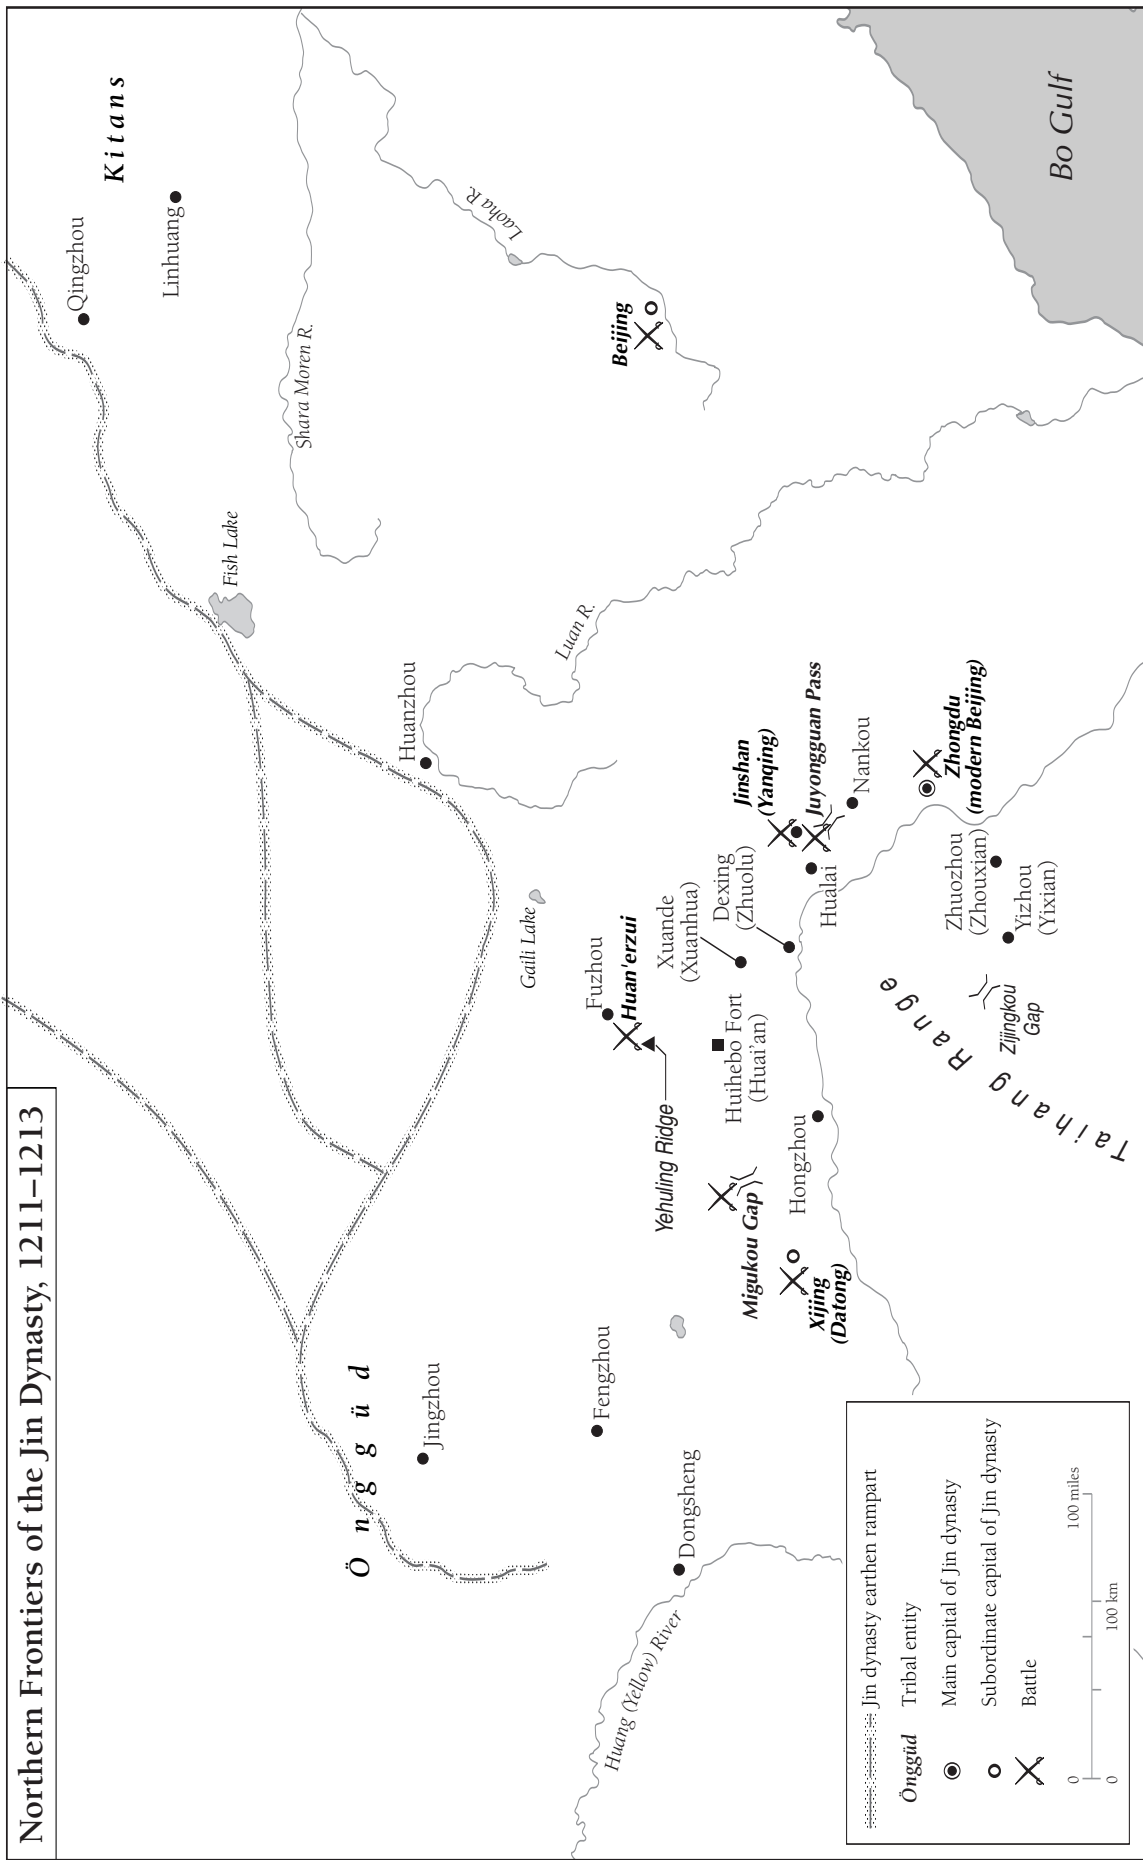 Northern Frontiers of the Jin Dynasty, 1211–1213
Kitans
Qingzhou
Linhuang
Shara Moren R.
Laoha R.
Bo Gulf
Beijing
Fish Lake
Luan R.
Huanzhou
Gaili Lake
Fuzhou
Huan'erzui
Yehuling Ridge
Xuande
(Xuanhua)
Dexing
(Zhuolu)
Jinshan
(Yanqing)
Juyongguan Pass
Nankou
Hualai
Zhongdu
(modern Beijing)
Zhuozhou
(Zhouxian)
Yizhou
(Yixian)
Zijingkou
Gap
Taihang Range
Huihebo Fort
(Huai'an)
Hongzhou
Migukou Gap
Xijing
(Datong)
Önggüd
Jingzhou
Fengzhou
Dongsheng
Huang (Yellow) River
Jin dynasty earthen rampart
Önggüd Tribal entity
Main capital of Jin dynasty
Subordinate capital of Jin dynasty
Battle
0 100 miles
0 100 km